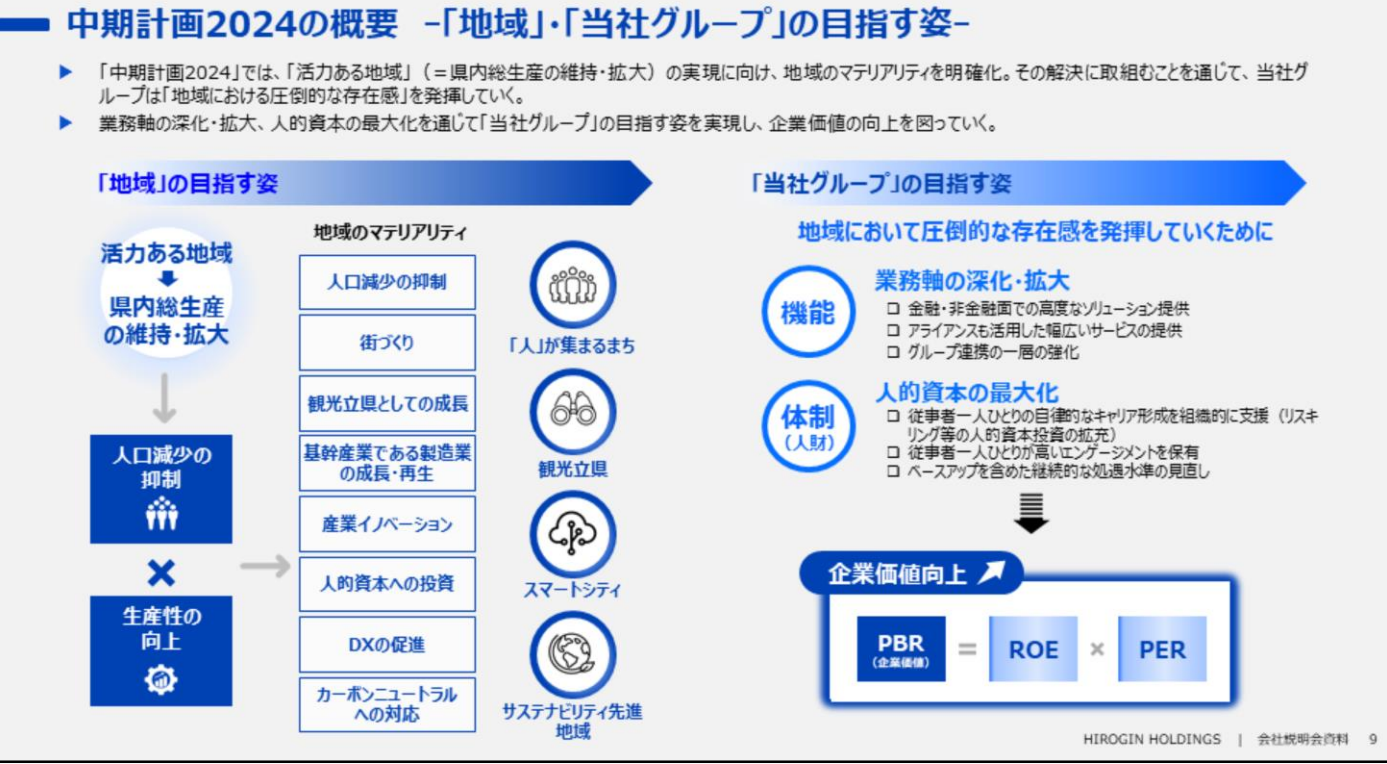 中期計画2024の概要 －「地域」・「当社グループ」の目指す姿－
▶ 「中期計画2024」では、「活力ある地域」（＝県内総生産の維持・拡大）の実現に向け、地域のマテリアリティを明確化。その解決に取組むことを通じて、当社グ
ループは「地域における圧倒的な存在感」を発揮していく。
▶ 業務軸の深化・拡大、人的資本の最大化を通じて「当社グループ」の目指す姿を実現し、企業価値の向上を図っていく。
「地域」の目指す姿
活力ある地域
県内総生産
の維持・拡大
人口減少の
抑制
×
生産性の
向上
地域のマテリアリティ
人口減少の抑制
街づくり
観光立県としての成長
基幹産業である製造業
の成長・再生
産業イノベーション
人的資本への投資
DXの促進
カーボンニュートラル
への対応
「人」が集まるまち
観光立県
スマートシティ
サステナビリティ先進
地域
「当社グループ」の目指す姿
地域において圧倒的な存在感を発揮していくために
機能
業務軸の深化・拡大
□ 金融・非金融面での高度なソリューション提供
□ アライアンスも活用した幅広いサービスの提供
□ グループ連携の一層の強化
体制
（人財）
人的資本の最大化
□ 従事者一人ひとりの自律的なキャリア形成を組織的に支援（リスキ
リング等の人的資本投資の拡充）
□ 従事者一人ひとりが高いエンゲージメントを保有
□ ベースアップを含めた継続的な処遇水準の見直し
企業価値向上
PBR
（企業価値）
＝ ROE × PER
HIROGIN HOLDINGS | 会社説明会資料 9